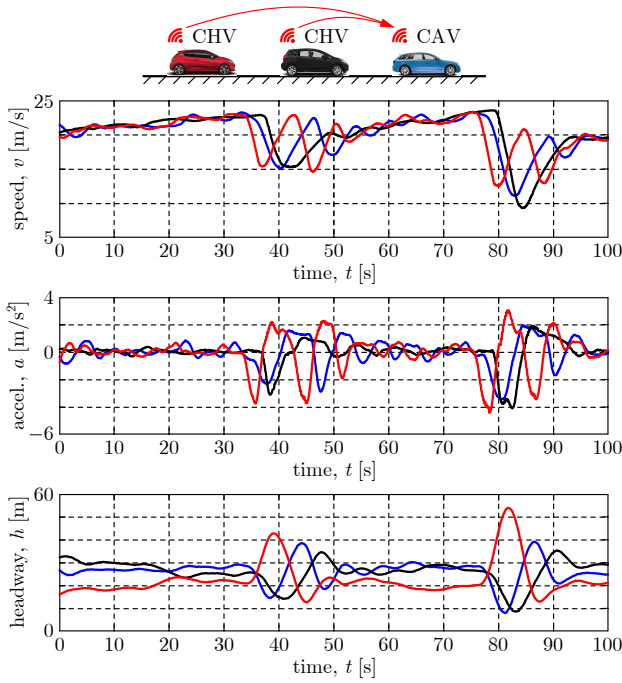 CHV CHV CAV
25
speed, v [m/s]
5
0 10 20 30 40 50 60 70 80 90 100
time, t [s]
4
0
accel., a [m/s²]
−6
0 10 20 30 40 50 60 70 80 90 100
time, t [s]
60
headway, h [m]
0
0 10 20 30 40 50 60 70 80 90 100
time, t [s]